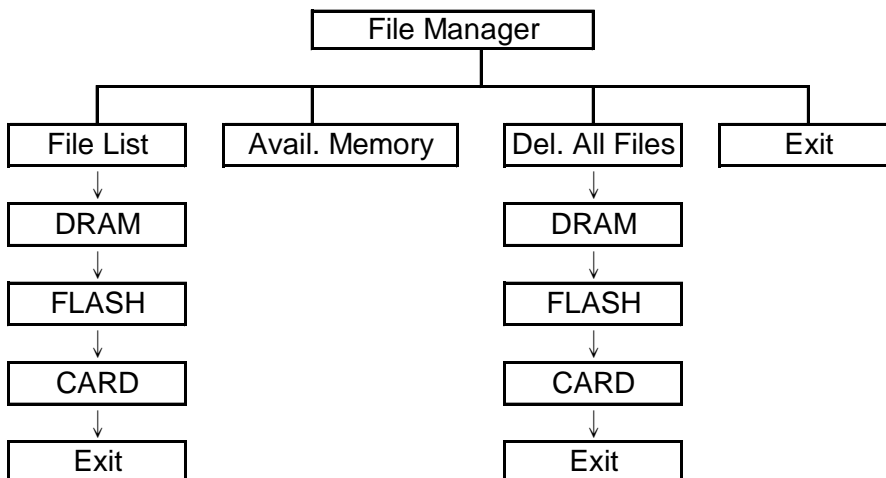 File Manager
File List
Avail. Memory
Del. All Files
Exit
DRAM
DRAM
FLASH
FLASH
CARD
CARD
Exit
Exit